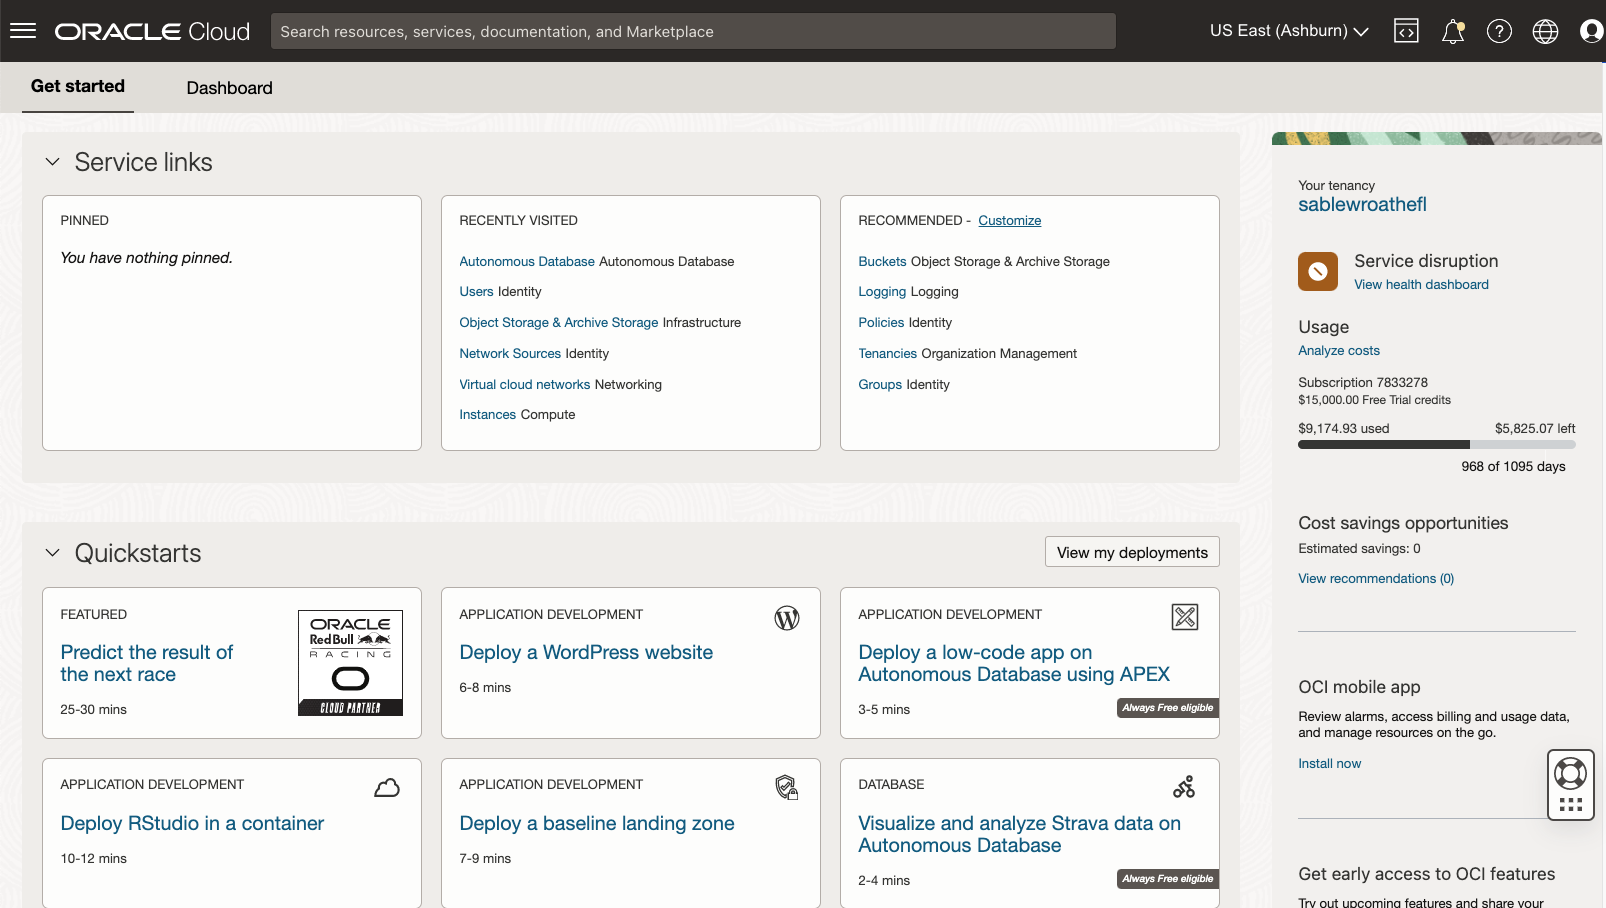 ORACLE Cloud
Search resources, services, documentation, and Marketplace
US East (Ashburn)
Get started
Dashboard
Service links
PINNED
You have nothing pinned.
RECENTLY VISITED
Autonomous Database Autonomous Database
Users Identity
Object Storage & Archive Storage Infrastructure
Network Sources Identity
Virtual cloud networks Networking
Instances Compute
RECOMMENDED - Customize
Buckets Object Storage & Archive Storage
Logging Logging
Policies Identity
Tenancies Organization Management
Groups Identity
Quickstarts
View my deployments
FEATURED
Predict the result of
the next race
25-30 mins
ORACLE
Red Bull
RACING
CLOUD PARTNER
APPLICATION DEVELOPMENT
Deploy a WordPress website
6-8 mins
APPLICATION DEVELOPMENT
Deploy a low-code app on
Autonomous Database using APEX
3-5 mins
Always Free eligible
APPLICATION DEVELOPMENT
Deploy RStudio in a container
10-12 mins
APPLICATION DEVELOPMENT
Deploy a baseline landing zone
7-9 mins
DATABASE
Visualize and analyze Strava data on
Autonomous Database
2-4 mins
Always Free eligible
Your tenancy
sablewroathefl
Service disruption
View health dashboard
Usage
Analyze costs
Subscription 7833278
$15,000.00 Free Trial credits
$9,174.93 used
$5,825.07 left
968 of 1095 days
Cost savings opportunities
Estimated savings: 0
View recommendations (0)
OCI mobile app
Review alarms, access billing and usage data,
and manage resources on the go.
Install now
Get early access to OCI features
Try out upcoming features and share your